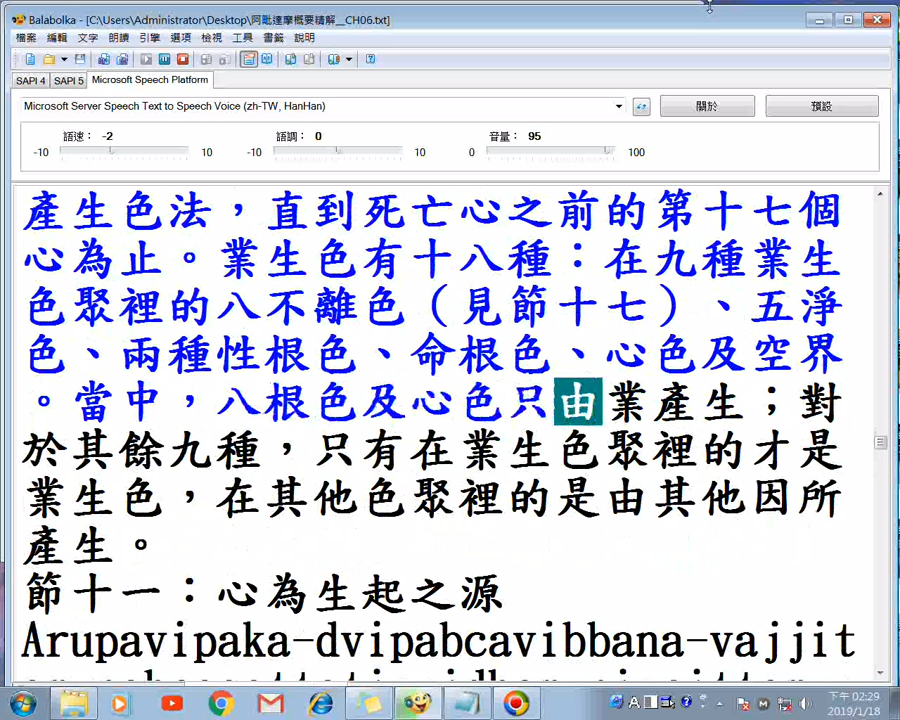 Balabolka - [C:\Users\Administrator\Desktop\阿毗達摩概要精解__CH06.txt]
檔案 編輯 文字 朗讀 引擎 選項 檢視 工具 書籤 說明
SAPI 4 SAPI 5 Microsoft Speech Platform
Microsoft Server Speech Text to Speech Voice (zh-TW, HanHan) 關於 預設
語速： -2 語調： 0 音量： 95
-10 10 -10 10 0 100
產生色法，直到死亡心之前的第十七個
心為止。業生色有十八種：在九種業生
色聚裡的八不離色（見節十七）、五淨
色、兩種性根色、命根色、心色及空界
。當中，八根色及心色只由業產生；對
於其餘九種，只有在業生色聚裡的才是
業生色，在其他色聚裡的是由其他因所
產生。
節十一：心為生起之源
Arupavipaka-dvipabcavibbana-vajjit
下午 02:29
2019/1/18